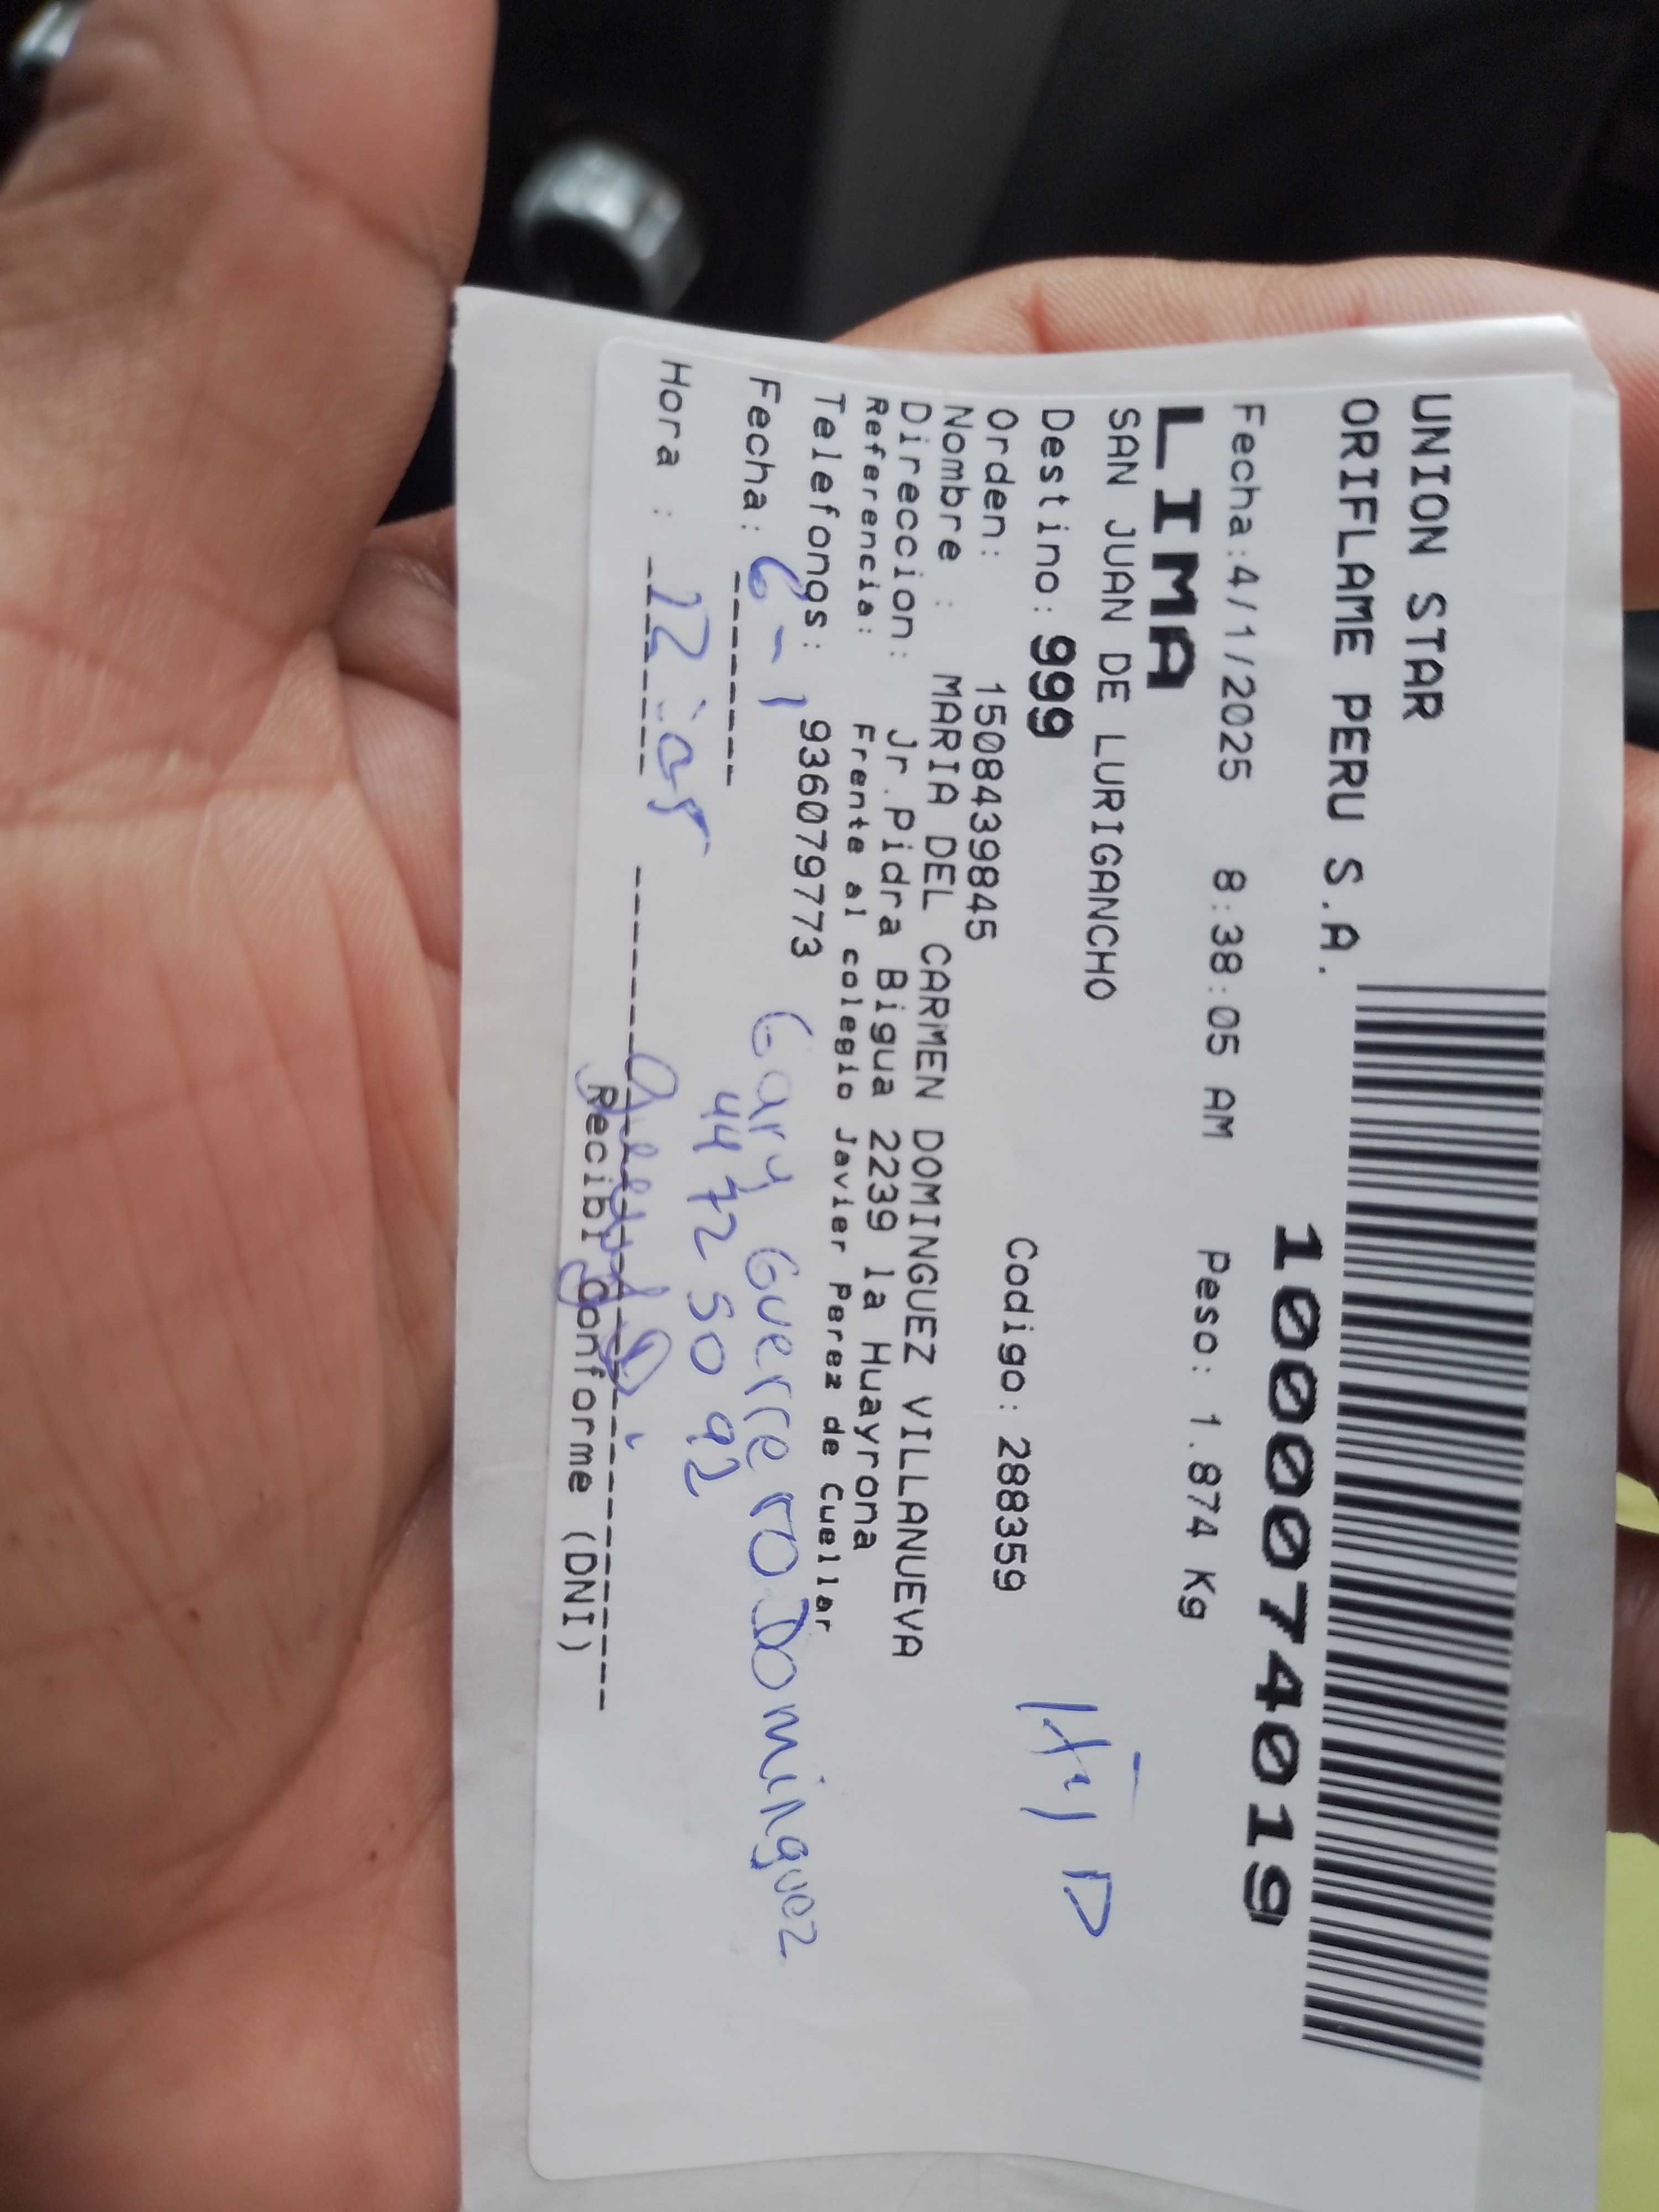 UNION STAR
ORIFLAME PERU S.A.
1000074019
Fecha:4/1/2025 8:38:05 AM Peso: 1.874 Kg
LIMA
SAN JUAN DE LURIGANCHO
Destino: 999
Orden: 1508439845 Codigo: 288359
Nombre : MARIA DEL CARMEN DOMINGUEZ VILLANUEVA
Direccion: Jr.Pidra Bigua 2239 la Huayrona
Referencia: Frente al colegio Javier Perez de Cuellar
Telefonos: 936079773
Gary Guerrero Dominguez
Fecha: 6-1
44725092
Hora : 12:
Recibi Conforme (DNI)